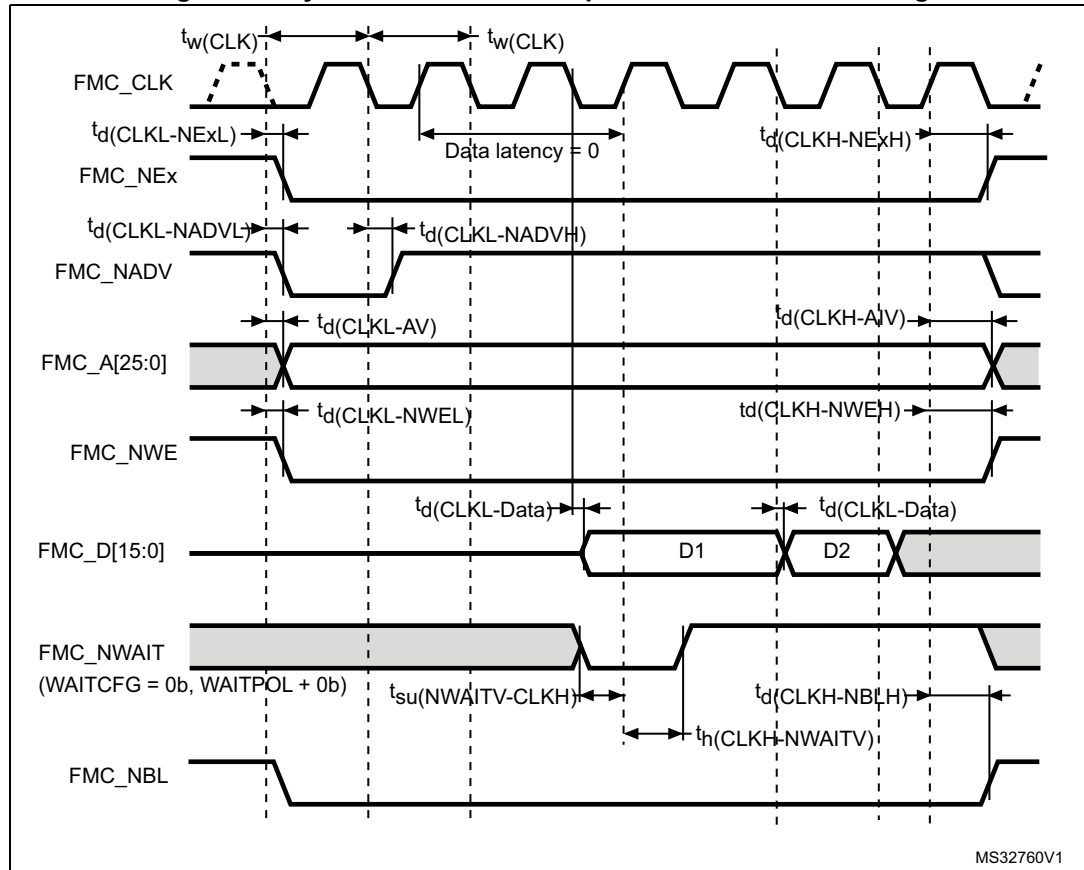 tw(CLK) tw(CLK)
FMC_CLK
td(CLKL-NExL) Data latency = 0 td(CLKH-NExH)
FMC_NEx
td(CLKL-NADVL) td(CLKL-NADVH)
FMC_NADV
td(CLKL-AV) td(CLKH-AIV)
FMC_A[25:0]
td(CLKL-NWEL) td(CLKH-NWEH)
FMC_NWE
td(CLKL-Data) td(CLKL-Data)
FMC_D[15:0] D1 D2
FMC_NWAIT
(WAITCFG = 0b, WAITPOL + 0b)
tsu(NWAITV-CLKH) td(CLKH-NBLH)
th(CLKH-NWAITV)
FMC_NBL
MS32760V1